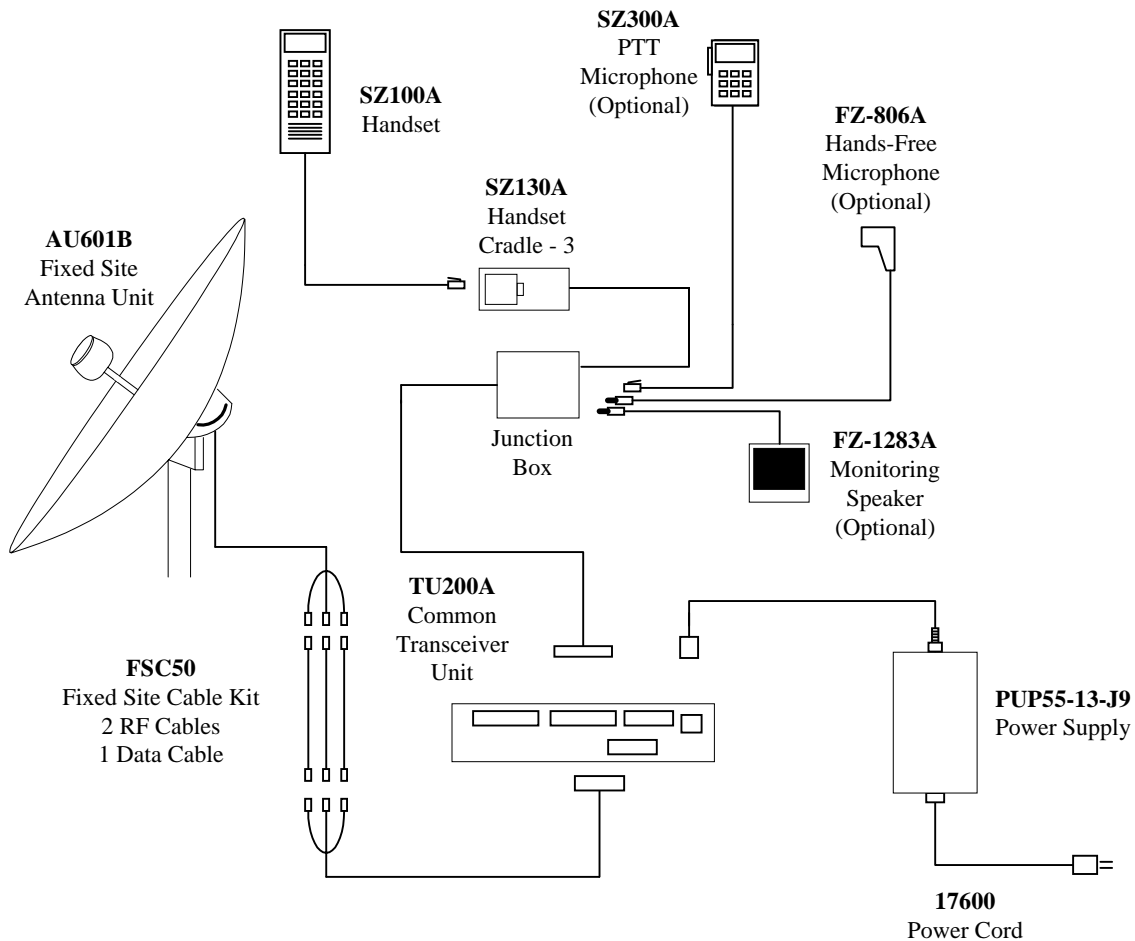 SZ300A
PTT
Microphone
(Optional)
SZ100A
Handset
FZ-806A
Hands-Free
Microphone
(Optional)
SZ130A
Handset
Cradle - 3
AU601B
Fixed Site
Antenna Unit
Junction
Box
FZ-1283A
Monitoring
Speaker
(Optional)
TU200A
Common
Transceiver
Unit
FSC50
Fixed Site Cable Kit
2 RF Cables
1 Data Cable
PUP55-13-J9
Power Supply
17600
Power Cord